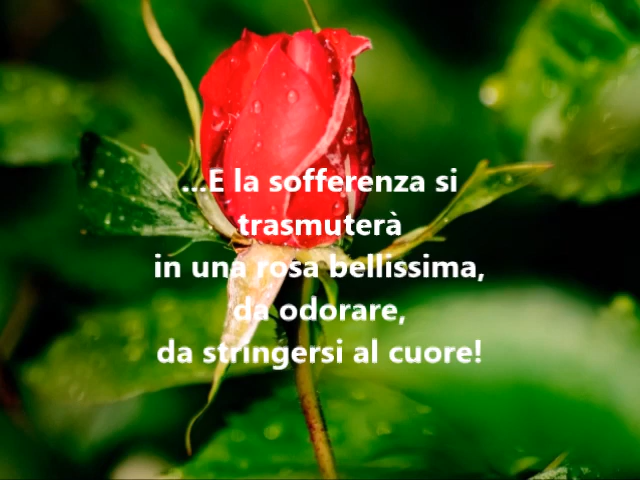 ...E la sofferenza si
trasmuterà
in una rosa bellissima,
da odorare,
da stringersi al cuore!